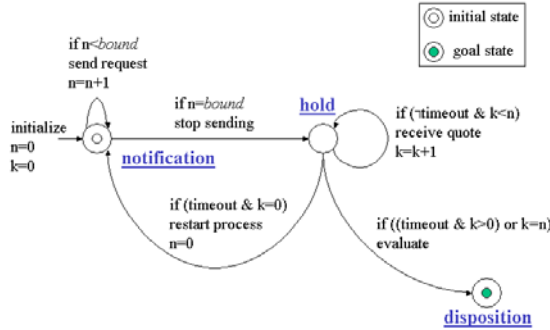 initial state
goal state
if n<bound
send request
n=n+1
if n=bound
stop sending
hold
if (¬timeout & k<n)
receive quote
k=k+1
initialize
n=0
k=0
notification
if (timeout & k=0)
restart process
n=0
if ((timeout & k>0) or k=n)
evaluate
disposition